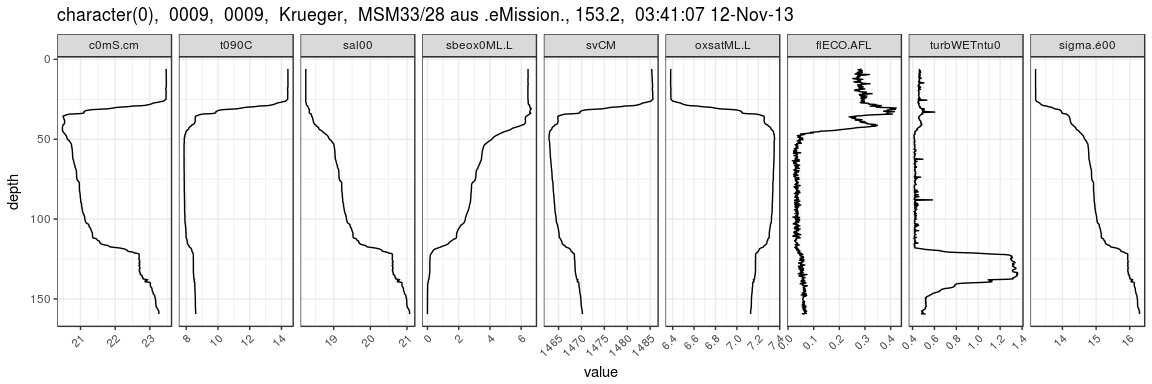 character(0),  0009,  0009,  Krueger,  MSM33/28 aus .eMission., 153.2,  03:41:07 12-Nov-13
c0mS.cm t090C sal00 sbeox0ML.L svCM oxsatML.L flECO.AFL turbWETntu0 sigma.é00
depth
0
50
100
150
21 22 23 8 10 12 14 19 20 21 0 2 4 6 1465 1470 1475 1480 1485 6.4 6.6 6.8 7.0 7.2 7.4 0.0 0.1 0.2 0.3 0.4 0.4 0.6 0.8 1.0 1.2 1.4 14 15 16
value